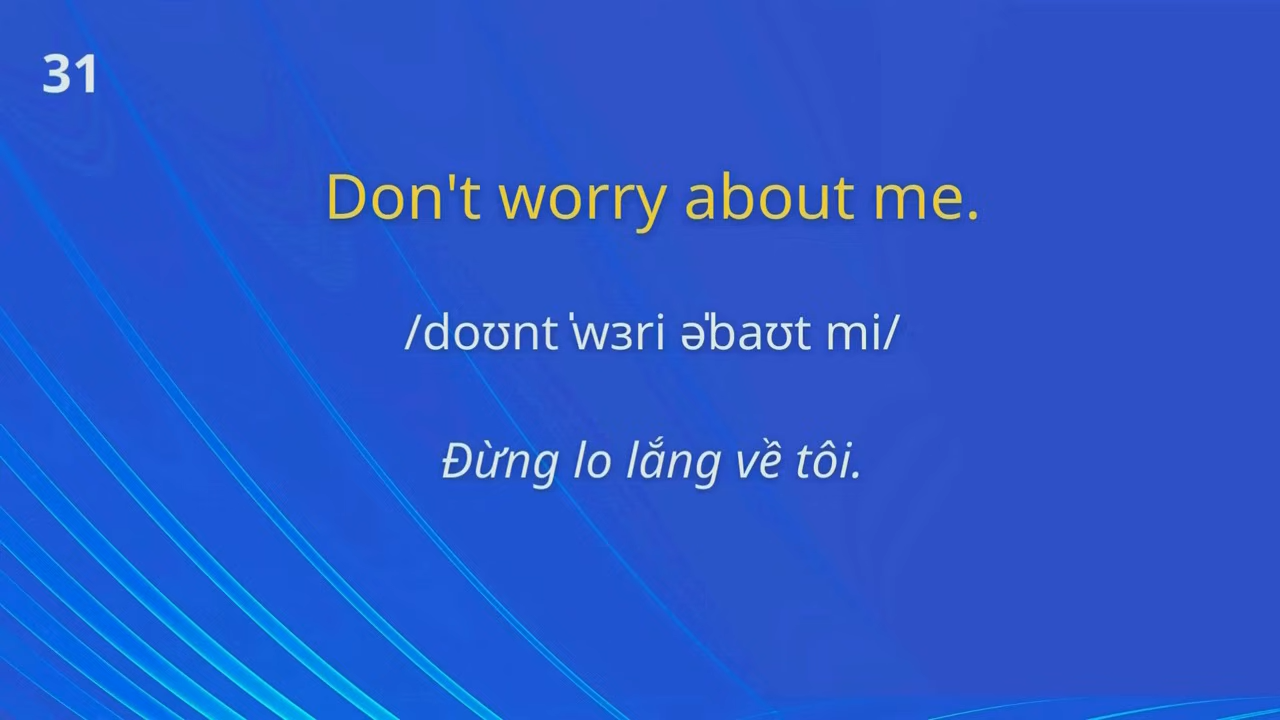 31
Don't worry about me.
/doʊnt ˈwɜri əˈbaʊt mi/
Đừng lo lắng về tôi.